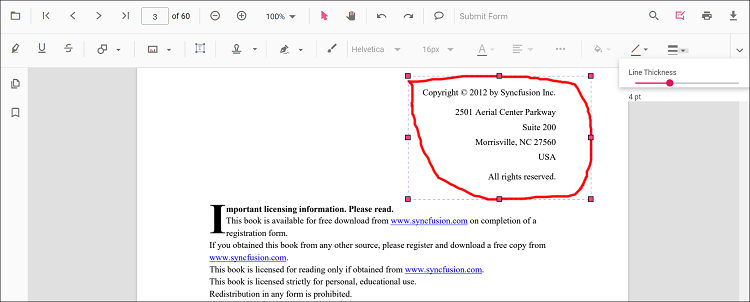 3 of 60 100% Submit Form
Helvetica 16px A
Line Thickness
4 pt
Copyright © 2012 by Syncfusion Inc.
2501 Aerial Center Parkway
Suite 200
Morrisville, NC 27560
USA
All rights reserved.
Important licensing information. Please read.
This book is available for free download from www.syncfusion.com on completion of a
registration form.
If you obtained this book from any other source, please register and download a free copy from
www.syncfusion.com.
This book is licensed for reading only if obtained from www.syncfusion.com.
This book is licensed strictly for personal, educational use.
Redistribution in any form is prohibited.